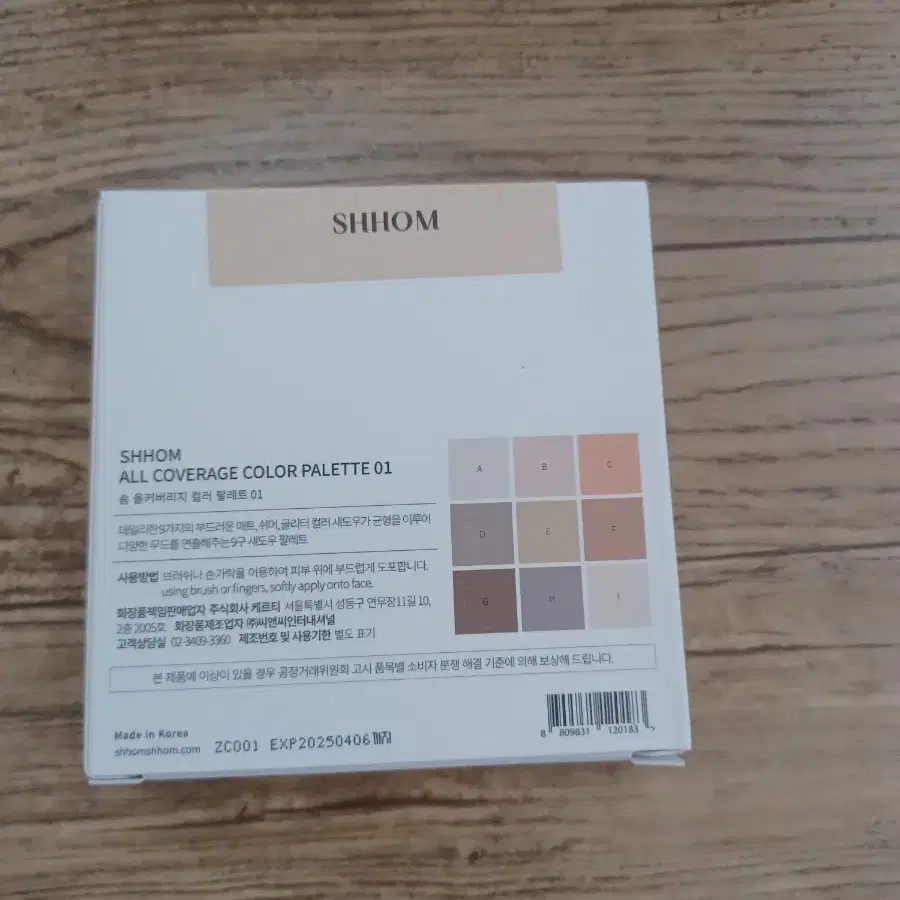 SHHOM
SHHOM
ALL COVERAGE COLOR PALETTE 01
숌 올커버리지 컬러 팔레트 01
데일리한 9가지의 부드러운 매트, 쉬머, 글리터 컬러 섀도우가 균형을 이루어
다양한 무드를 연출해주는 9구 섀도우 팔레트
사용방법 브러쉬나 손가락을 이용하여 피부 위에 부드럽게 도포합니다.
using brush or fingers, softly apply onto face.
화장품책임판매업자 주식회사 케르티 서울특별시 성동구 연무장11길 10,
2층 2005호 화장품제조업자 ㈜씨앤씨인터내셔널
고객상담실 02-3409-3360 제조번호 및 사용기한 별도 표기
A B C
D E F
G H I
본 제품에 이상이 있을 경우 공정거래위원회 고시 품목별 소비자 분쟁 해결 기준에 의해 보상해 드립니다.
Made in Korea
shhomshhom.com ZC001 EXP20250406까지
8 809831 120183 >